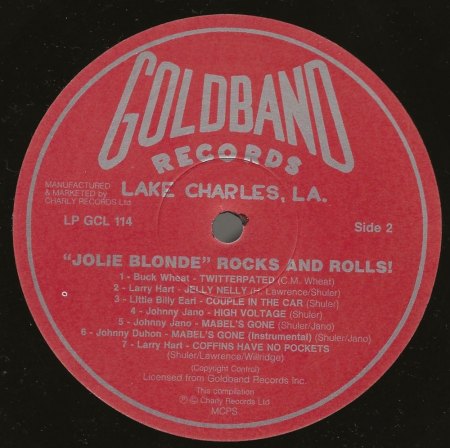 GOLDBAND
RECORDS
LAKE CHARLES, LA.
MANUFACTURED
& MARKETED by
CHARLY RECORDS Ltd
LP GCL 114
Side 2
“JOLIE BLONDE” ROCKS AND ROLLS!
1 - Buck Wheat - TWITTERPATED (C.M. Wheat)
2 - Larry Hart - JELLY NELLY (H. Lawrence/Shuler)
3 - Little Billy Earl - COUPLE IN THE CAR (Shuler)
4 - Johnny Jano - HIGH VOLTAGE (Shuler)
5 - Johnny Jano - MABEL'S GONE (Shuler/Jano)
6 - Johnny Duhon - MABEL'S GONE (Instrumental) (Shuler/Jano)
7 - Larry Hart - COFFINS HAVE NO POCKETS
(Shuler/Lawrence/Willridge)
(Copyright Control)
Licensed from Goldband Records Inc.
This compilation
Ⓟ © Charly Records Ltd
MCPS